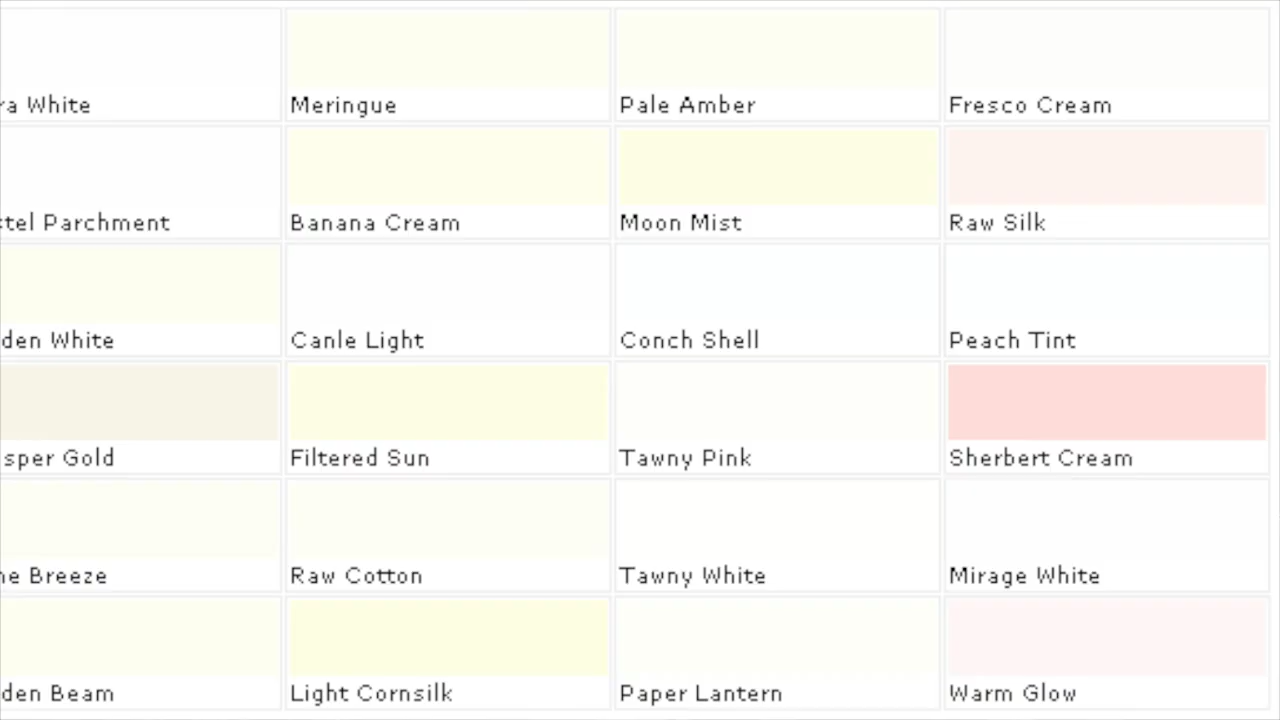 ra White Meringue Pale Amber Fresco Cream
tel Parchment Banana Cream Moon Mist Raw Silk
den White Canle Light Conch Shell Peach Tint
sper Gold Filtered Sun Tawny Pink Sherbert Cream
ne Breeze Raw Cotton Tawny White Mirage White
den Beam Light Cornsilk Paper Lantern Warm Glow